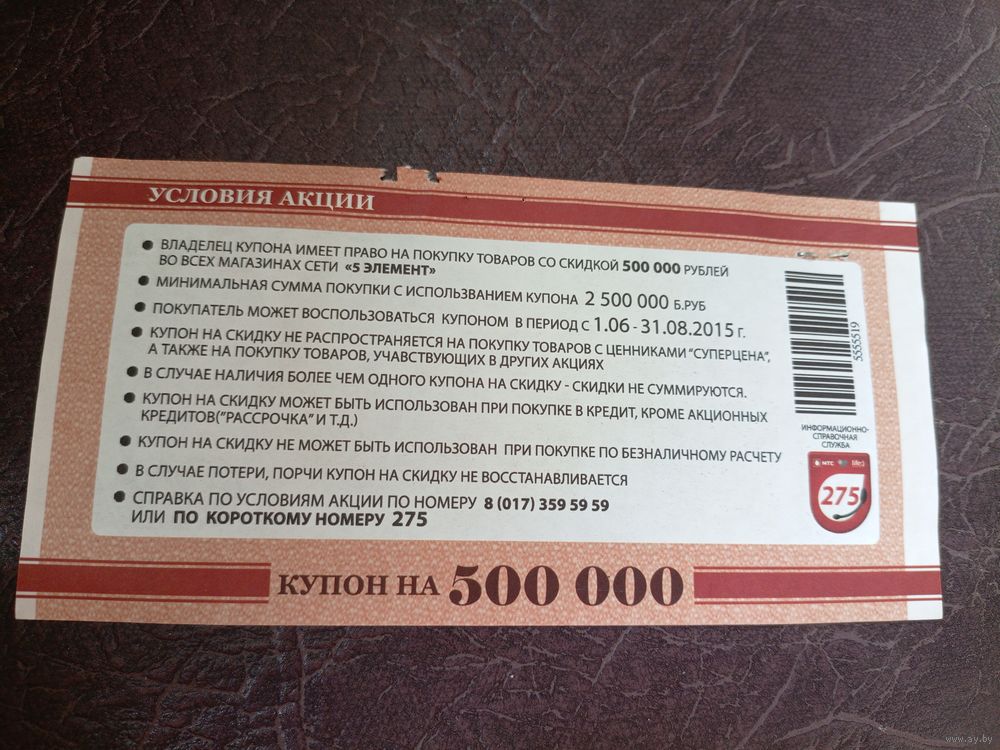 УСЛОВИЯ АКЦИИ
• ВЛАДЕЛЕЦ КУПОНА ИМЕЕТ ПРАВО НА ПОКУПКУ ТОВАРОВ СО СКИДКОЙ 500 000 РУБЛЕЙ
ВО ВСЕХ МАГАЗИНАХ СЕТИ «5 ЭЛЕМЕНТ»
• МИНИМАЛЬНАЯ СУММА ПОКУПКИ С ИСПОЛЬЗВАНИЕМ КУПОНА 2 500 000 Б.РУБ
• ПОКУПАТЕЛЬ МОЖЕТ ВОСПОЛЬЗОВАТЬСЯ КУПОНОМ В ПЕРИОД С 1.06 - 31.08.2015 г.
• КУПОН НА СКИДКУ НЕ РАСПРОСТРАНЯЕТСЯ НА ПОКУПКУ ТОВАРОВ С ЦЕННИКАМИ "СУПЕРЦЕНА",
А ТАКЖЕ НА ПОКУПКУ ТОВАРОВ, УЧАВСТВУЮЩИХ В ДРУГИХ АКЦИЯХ
• В СЛУЧАЕ НАЛИЧИЯ БОЛЕЕ ЧЕМ ОДНОГО КУПОНА НА СКИДКУ - СКИДКИ НЕ СУММИРУЮТСЯ.
• КУПОН НА СКИДКУ МОЖЕТ БЫТЬ ИСПОЛЬЗОВАН ПРИ ПОКУПКЕ В КРЕДИТ, КРОМЕ АКЦИОННЫХ
КРЕДИТОВ("РАССРОЧКА" И Т.Д.)
• КУПОН НА СКИДКУ НЕ МОЖЕТ БЫТЬ ИСПОЛЬЗОВАН ПРИ ПОКУПКЕ ПО БЕЗНАЛИЧНОМУ РАСЧЕТУ
• В СЛУЧАЕ ПОТЕРИ, ПОРЧИ КУПОН НА СКИДКУ НЕ ВОССТАНАВЛИВАЕТСЯ
• СПРАВКА ПО УСЛОВИЯМ АКЦИИ ПО НОМЕРУ 8 (017) 359 59 59
ИЛИ ПО КОРОТКОМУ НОМЕРУ 275
5555519
ИНФОРМАЦИОННО-
СПРАВОЧНАЯ
СЛУЖБА
МТС life:)
275
КУПОН НА 500 000
www.ay.by